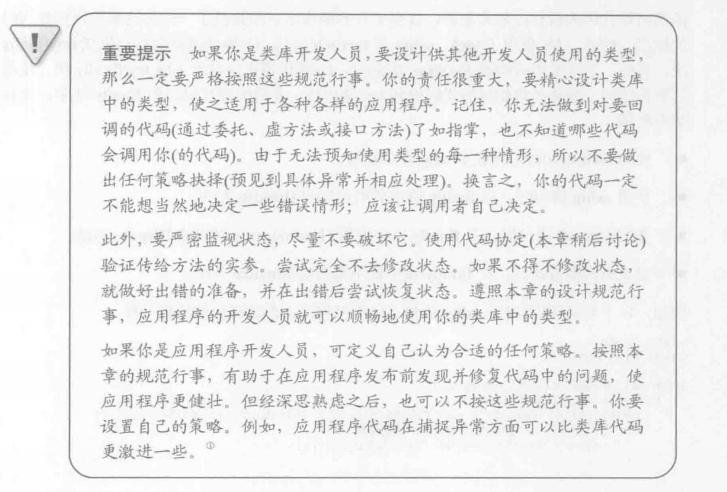 !
重要提示 如果你是类库开发人员，要设计供其他开发人员使用的类型，
那么一定要严格按照这些规范行事。你的责任很重大，要精心设计类库
中的类型，使之适用于各种各样的应用程序。记住，你无法做到对要回
调的代码(通过委托、虚方法或接口方法)了如指掌，也不知道哪些代码
会调用你(的代码)。由于无法预知使用类型的每一种情形，所以不要做
出任何策略抉择(预见到具体异常并相应处理)。换言之，你的代码一定
不能想当然地决定一些错误情形；应该让调用者自己决定。
此外，要严密监视状态，尽量不要破坏它。使用代码协定(本章稍后讨论)
验证传给方法的实参。尝试完全不去修改状态。如果不得不修改状态，
就做好出错的准备，并在出错后尝试恢复状态。遵照本章的设计规范行
事，应用程序的开发人员就可以顺畅地使用你的类库中的类型。
如果你是应用程序开发人员，可定义自己认为合适的任何策略。按照本
章的规范行事，有助于在应用程序发布前发现并修复代码中的问题，使
应用程序更健壮。但经深思熟虑之后，也可以不按这些规范行事。你要
设置自己的策略。例如，应用程序代码在捕捉异常方面可以比类库代码
更激进一些。①